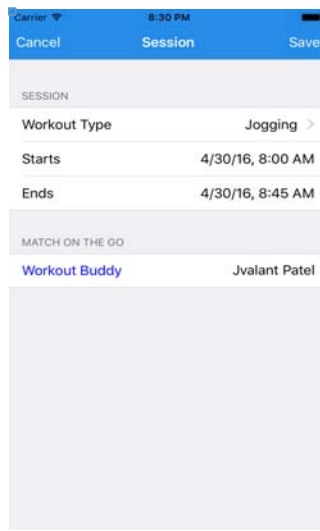 Carrier 8:30 PM
Cancel Session Save
SESSION
Workout Type Jogging
Starts 4/30/16, 8:00 AM
Ends 4/30/16, 8:45 AM
MATCH ON THE GO
Workout Buddy Jvalant Patel